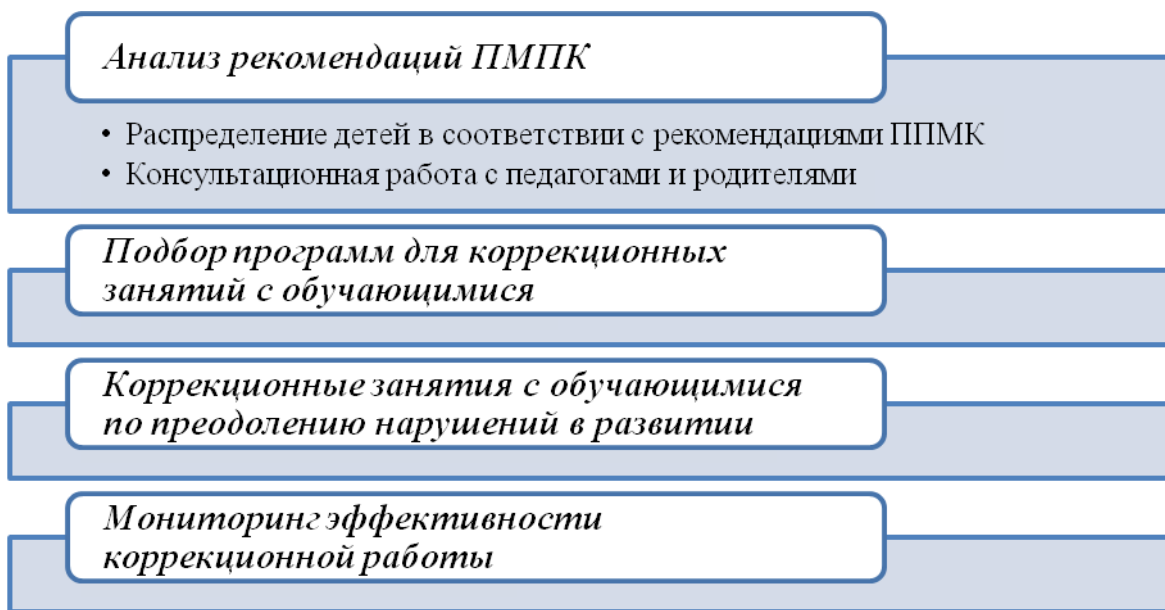 Анализ рекомендаций ПМПК
• Распределение детей в соответствии с рекомендациями ППМК
• Консультационная работа с педагогами и родителями
Подбор программ для коррекционных
занятий с обучающимися
Коррекционные занятия с обучающимися
по преодолению нарушений в развитии
Мониторинг эффективности
коррекционной работы